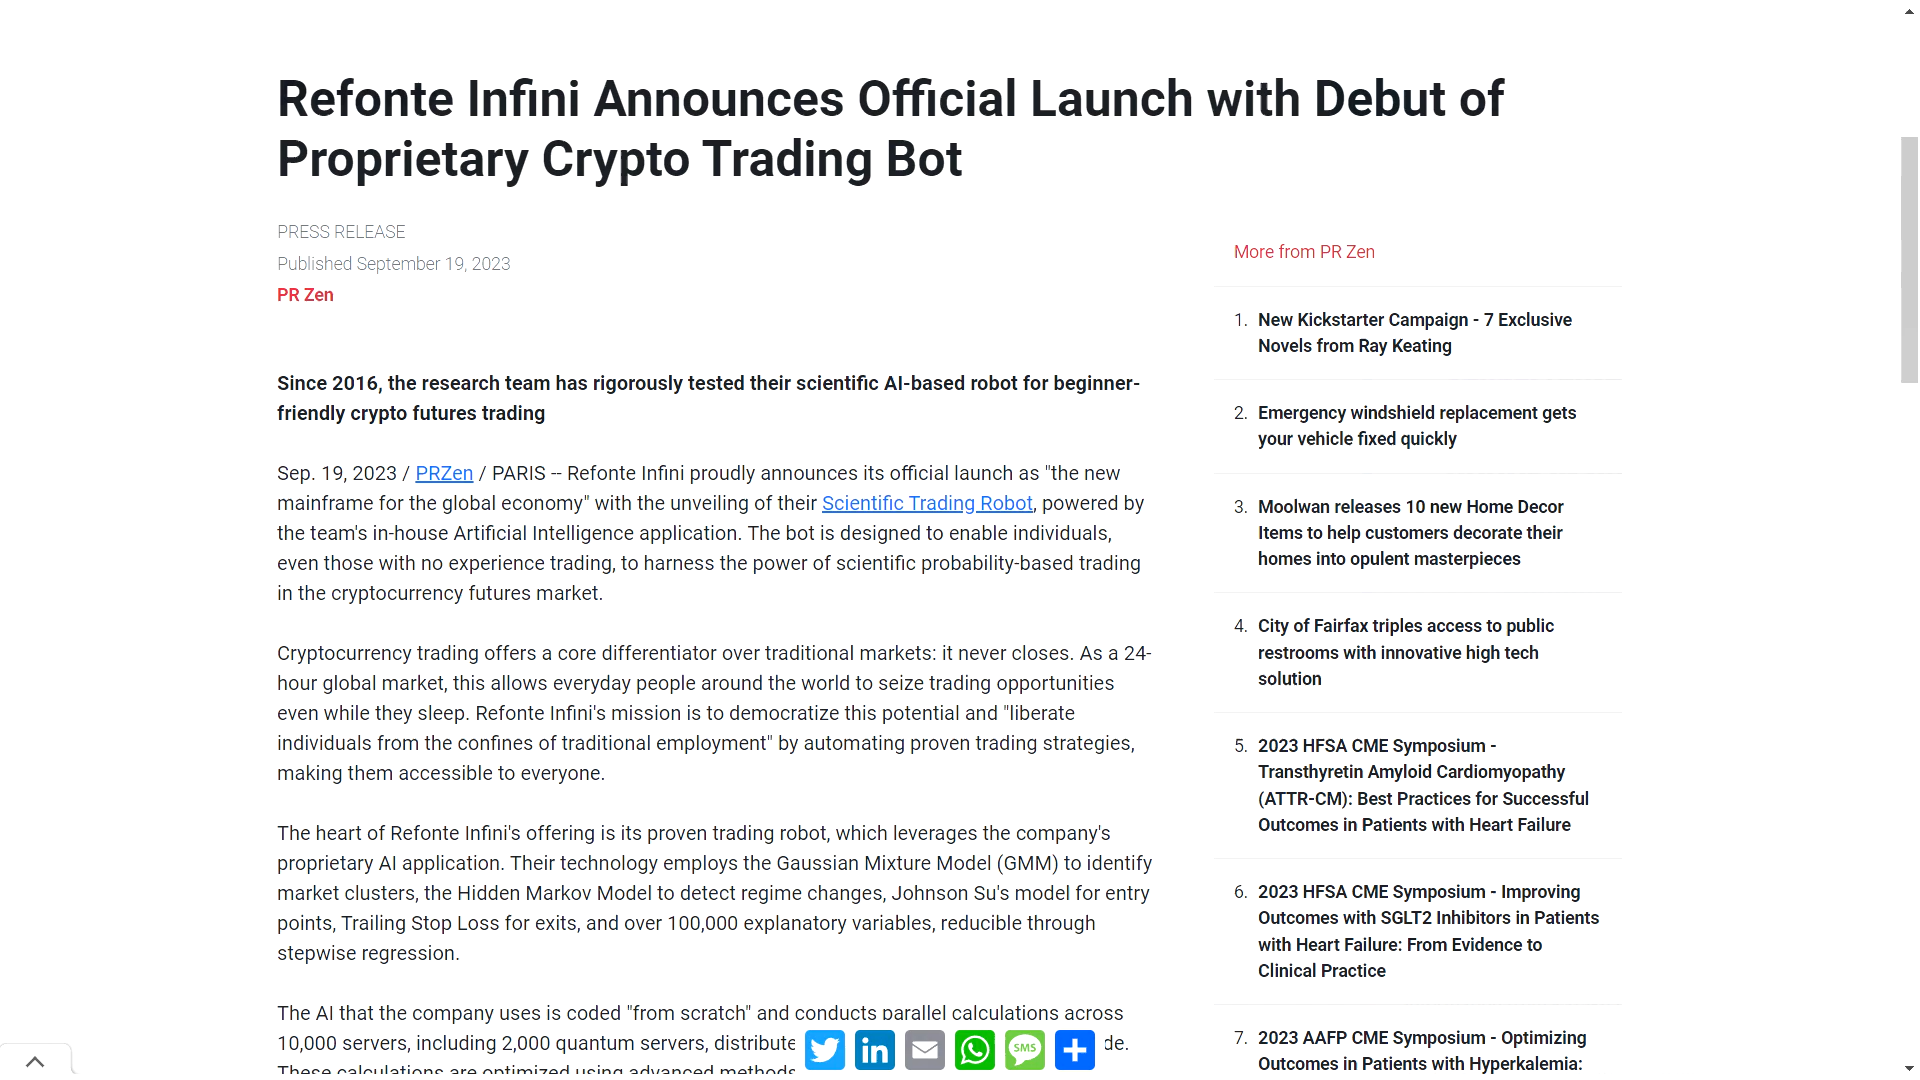 Refonte Infini Announces Official Launch with Debut of
Proprietary Crypto Trading Bot
PRESS RELEASE
Published September 19, 2023
PR Zen
Since 2016, the research team has rigorously tested their scientific AI-based robot for beginner-
friendly crypto futures trading
Sep. 19, 2023 / PRZen / PARIS -- Refonte Infini proudly announces its official launch as "the new
mainframe for the global economy" with the unveiling of their Scientific Trading Robot, powered by
the team's in-house Artificial Intelligence application. The bot is designed to enable individuals,
even those with no experience trading, to harness the power of scientific probability-based trading
in the cryptocurrency futures market.
Cryptocurrency trading offers a core differentiator over traditional markets: it never closes. As a 24-
hour global market, this allows everyday people around the world to seize trading opportunities
even while they sleep. Refonte Infini's mission is to democratize this potential and "liberate
individuals from the confines of traditional employment" by automating proven trading strategies,
making them accessible to everyone.
The heart of Refonte Infini's offering is its proven trading robot, which leverages the company's
proprietary AI application. Their technology employs the Gaussian Mixture Model (GMM) to identify
market clusters, the Hidden Markov Model to detect regime changes, Johnson Su's model for entry
points, Trailing Stop Loss for exits, and over 100,000 explanatory variables, reducible through
stepwise regression.
The AI that the company uses is coded "from scratch" and conducts parallel calculations across
10,000 servers, including 2,000 quantum servers, distribute de.
These calculations are optimized using advanced methods
SMS
More from PR Zen
1. New Kickstarter Campaign - 7 Exclusive
Novels from Ray Keating
2. Emergency windshield replacement gets
your vehicle fixed quickly
3. Moolwan releases 10 new Home Decor
Items to help customers decorate their
homes into opulent masterpieces
4. City of Fairfax triples access to public
restrooms with innovative high tech
solution
5. 2023 HFSA CME Symposium -
Transthyretin Amyloid Cardiomyopathy
(ATTR-CM): Best Practices for Successful
Outcomes in Patients with Heart Failure
6. 2023 HFSA CME Symposium - Improving
Outcomes with SGLT2 Inhibitors in Patients
with Heart Failure: From Evidence to
Clinical Practice
7. 2023 AAFP CME Symposium - Optimizing
Outcomes in Patients with Hyperkalemia: